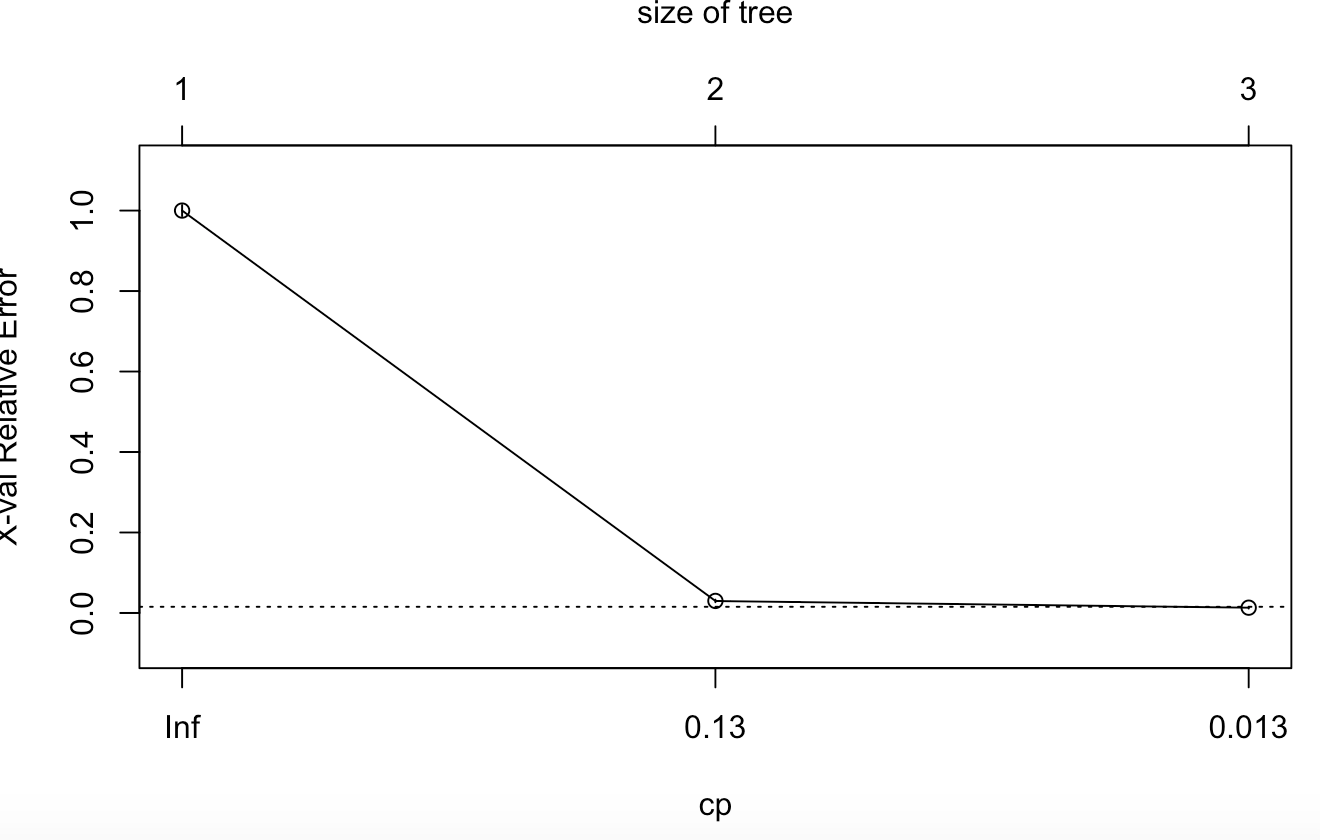 size of tree
1 2 3
X-val Relative Error
1.0
0.8
0.6
0.4
0.2
0.0
Inf 0.13 0.013
cp